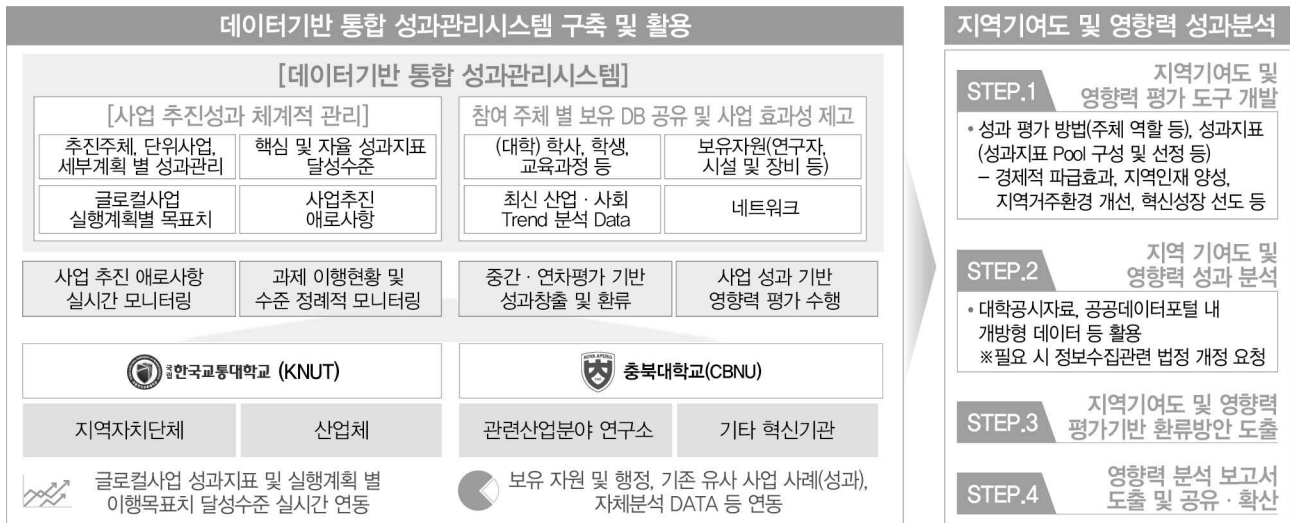 데이터기반 통합 성과관리시스템 구축 및 활용
[데이터기반 통합 성과관리시스템]
[사업 추진성과 체계적 관리]
추진주체, 단위사업,
세부계획 별 성과관리
핵심 및 자율 성과지표
달성수준
글로컬사업
실행계획별 목표치
사업추진
애로사항
참여 주체 별 보유 DB 공유 및 사업 효과성 제고
(대학) 학사, 학생,
교육과정 등
보유자원(연구자,
시설 및 장비 등)
최신 산업 · 사회
Trend 분석 Data
네트워크
사업 추진 애로사항
실시간 모니터링
과제 이행현황 및
수준 정례적 모니터링
중간 · 연차평가 기반
성과창출 및 환류
사업 성과 기반
영향력 평가 수행
국립한국교통대학교 (KNUT)
충북대학교(CBNU)
지역자치단체
산업체
관련산업분야 연구소
기타 혁신기관
글로컬사업 성과지표 및 실행계획 별
이행목표치 달성수준 실시간 연동
보유 자원 및 행정, 기존 유사 사업 사례(성과),
자체분석 DATA 등 연동
지역기여도 및 영향력 성과분석
STEP.1
지역기여도 및
영향력 평가 도구 개발
• 성과 평가 방법(주체 역할 등), 성과지표
(성과지표 Pool 구성 및 선정 등)
– 경제적 파급효과, 지역인재 양성,
지역거주환경 개선, 혁신성장 선도 등
STEP.2
지역 기여도 및
영향력 성과 분석
• 대학공시자료, 공공데이터포털 내
개방형 데이터 등 활용
※필요 시 정보수집관련 법정 개정 요청
STEP.3
지역기여도 및 영향력
평가기반 환류방안 도출
STEP.4
영향력 분석 보고서
도출 및 공유 · 확산